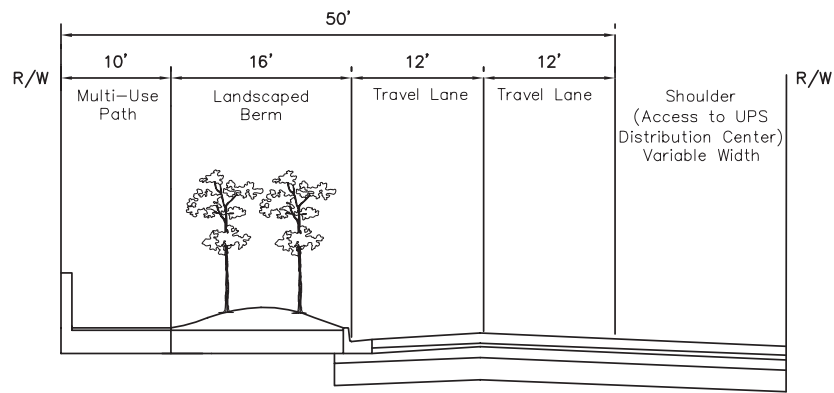 50'
10'
16'
12'
12'
R/W
R/W
Multi-Use
Path
Landscaped
Berm
Travel Lane
Travel Lane
Shoulder
(Access to UPS
Distribution Center)
Variable Width